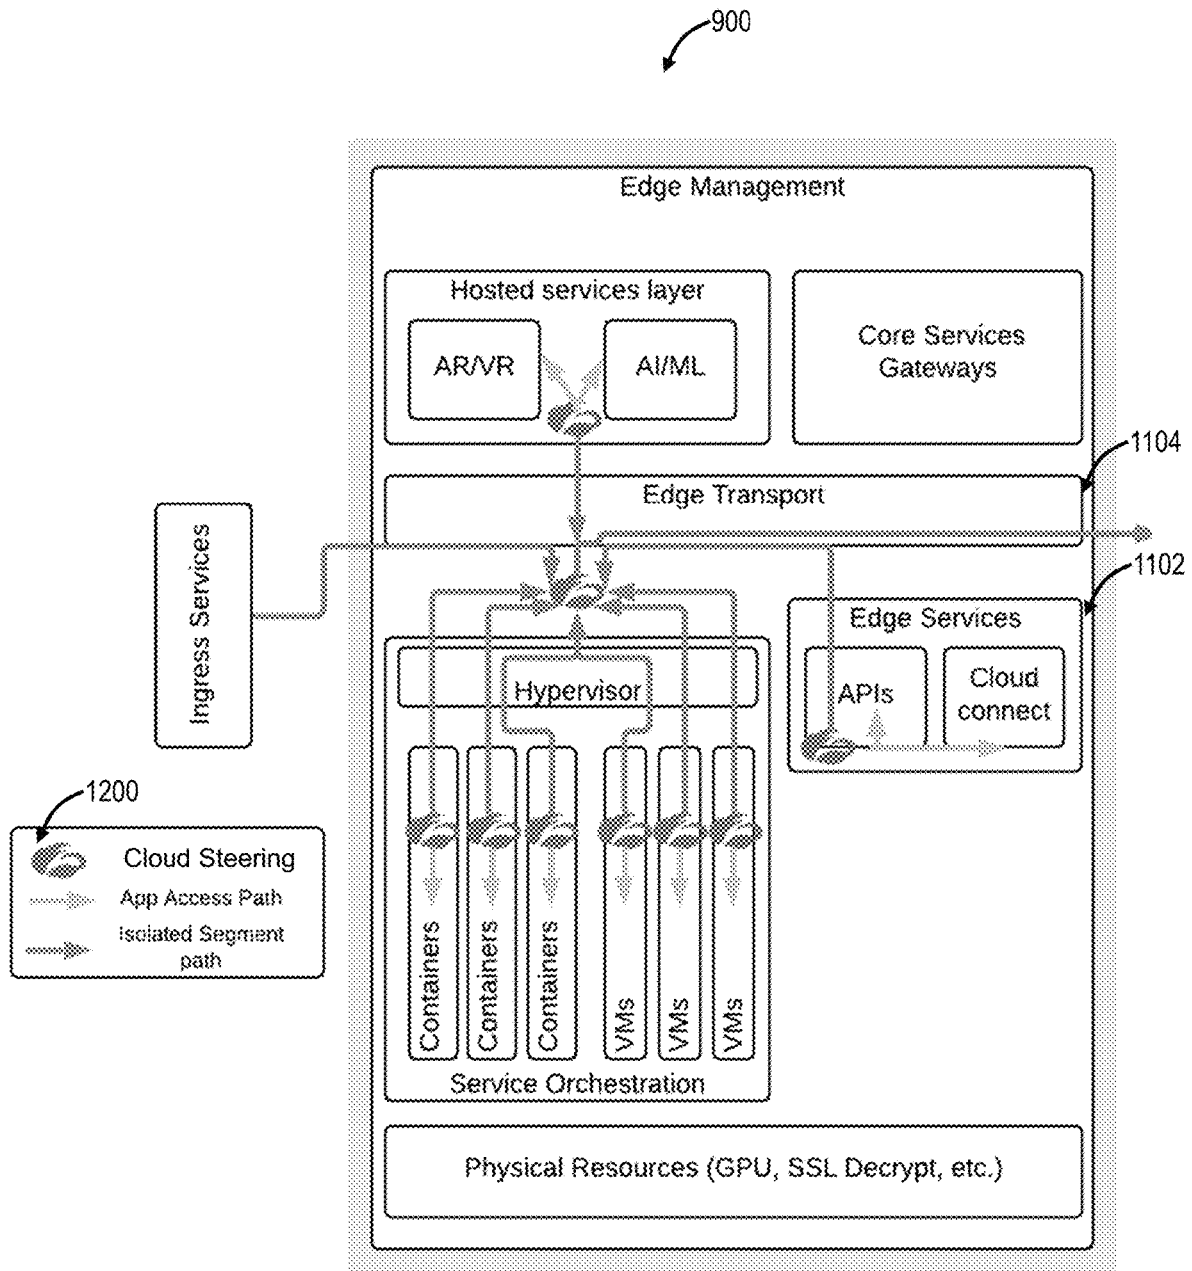 900
Edge Management
Hosted services layer
AR/VR
AI/ML
Core Services
Gateways
1104
Edge Transport
1102
Ingress Services
Edge Services
APIs
Cloud
connect
Hypervisor
1200
Cloud Steering
App Access Path
Isolated Segment
path
Containers
Containers
Containers
VMs
VMs
VMs
Service Orchestration
Physical Resources (GPU, SSL Decrypt, etc.)